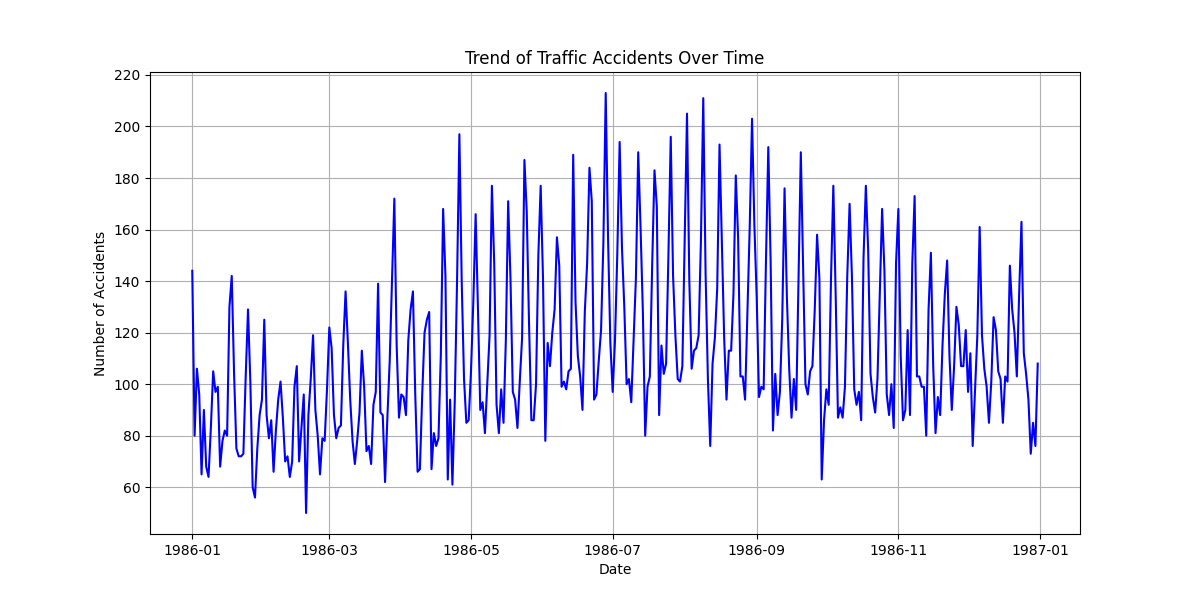 Trend of Traffic Accidents Over Time
220
200
180
160
140
120
100
80
60
Number of Accidents
1986-01 1986-03 1986-05 1986-07 1986-09 1986-11 1987-01
Date